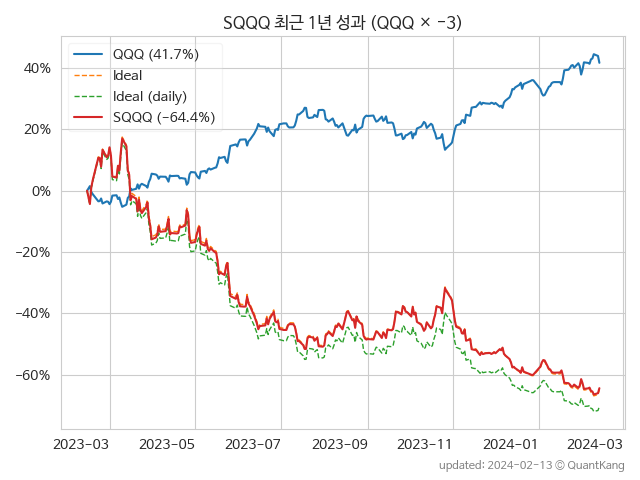 SQQQ 최근 1년 성과 (QQQ × −3)
QQQ (41.7%)
Ideal
Ideal (daily)
SQQQ (−64.4%)
40%
20%
0%
−20%
−40%
−60%
2023-03
2023-05
2023-07
2023-09
2023-11
2024-01
2024-03
updated: 2024-02-13 ⓒ QuantKang